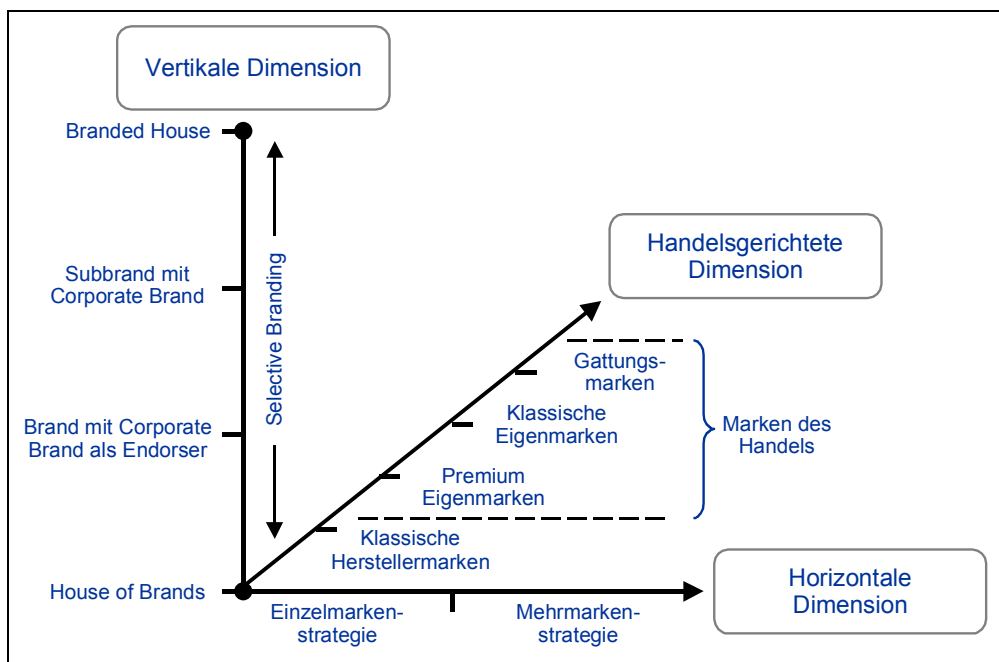 Vertikale Dimension
Branded House
Subbrand mit
Corporate Brand
Brand mit Corporate
Brand als Endorser
House of Brands
Selective Branding
Handelsgerichtete
Dimension
Gattungs-
marken
Klassische
Eigenmarken
Premium
Eigenmarken
Klassische
Herstellermarken
Marken des
Handels
Einzelmarken-
strategie
Mehrmarken-
strategie
Horizontale
Dimension